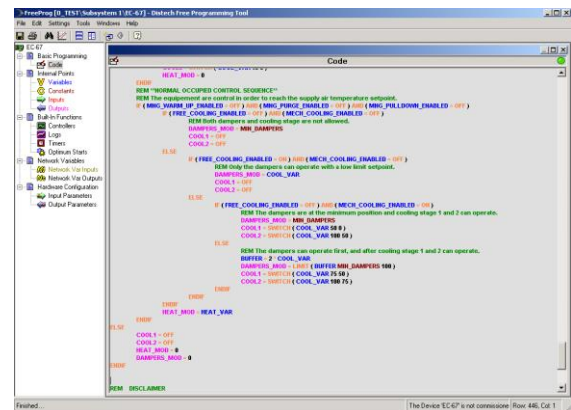 FreeProg [0_TEST\Subsystem 1\EC-67] - Distech Free Programming Tool
File Edit Settings Tools Windows Help
EC-67
Basic Programming
Code
Internal Points
Variables
Constants
Inputs
Outputs
Built-In Functions
Controllers
Logs
Timers
Optimum Starts
Network Variables
Network Var Inputs
Network Var Outputs
Hardware Configuration
Input Parameters
Output Parameters
Code
HEAT_MOD = 0
ENDIF
REM "NORMAL OCCUPIED CONTROL SEQUENCE"
REM The equipement are control in order to reach the supply air temperature setpoint.
IF ( MNG_WARM_UP_ENABLED = OFF ) AND ( MNG_PURGE_ENABLED = OFF ) AND ( MNG_PULLDOWN_ENABLED = OFF )
IF ( FREE_COOLING_ENABLED = OFF ) AND ( MECH_COOLING_ENABLED = OFF )
REM Both dampers and cooling stage are not allowed.
DAMPERS_MOD = MIN_DAMPERS
COOL1 = OFF
COOL2 = OFF
ELSE
IF ( FREE_COOLING_ENABLED = ON ) AND ( MECH_COOLING_ENABLED = OFF )
REM Only the dampers can operate with a low limit setpoint.
DAMPERS_MOD = COOL_VAR
COOL1 = OFF
COOL2 = OFF
ELSE
IF ( FREE_COOLING_ENABLED = OFF ) AND ( MECH_COOLING_ENABLED = ON )
REM The dampers are at the minimum position and cooling stage 1 and 2 can operate.
DAMPERS_MOD = MIN_DAMPERS
COOL1 = SWITCH ( COOL_VAR 50 0 )
COOL2 = SWITCH ( COOL_VAR 100 50 )
ELSE
REM The dampers can operate first, and after cooling stage 1 and 2 can operate.
BUFFER = 2 * COOL_VAR
DAMPERS_MOD = LIMIT ( BUFFER MIN_DAMPERS 100 )
COOL1 = SWITCH ( COOL_VAR 75 50 )
COOL2 = SWITCH ( COOL_VAR 100 75 )
ENDIF
ENDIF
ENDIF
HEAT_MOD = HEAT_VAR
ENDIF
ELSE
COOL1 = OFF
COOL2 = OFF
HEAT_MOD = 0
DAMPERS_MOD = 0
ENDIF
REM DISCLAIMER
Finished...
The Device 'EC-67' is not commissione Row: 446, Col: 1